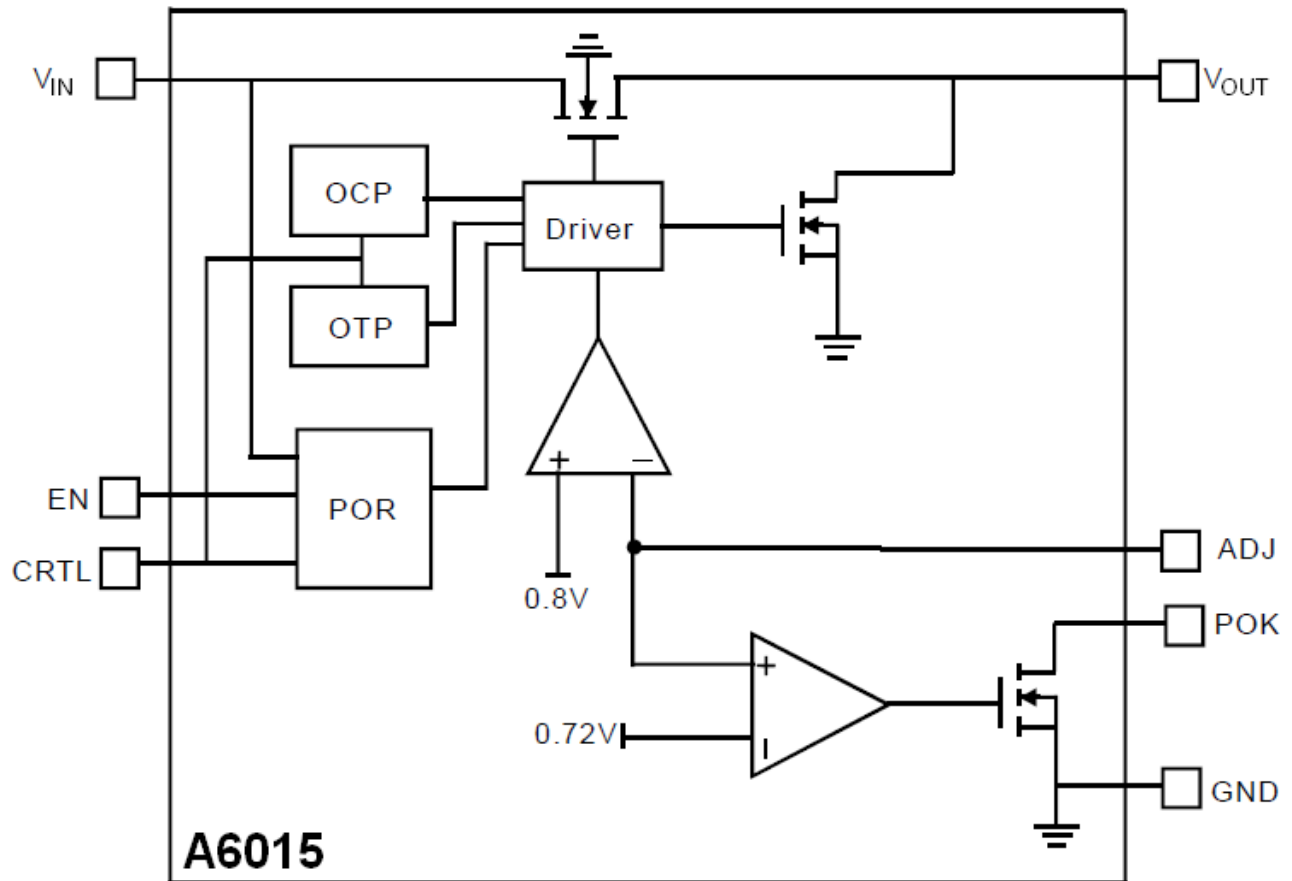 VIN
VOUT
OCP
Driver
OTP
EN
POR
CRTL
+ −
ADJ
0.8V
POK
+
0.72V
−
GND
A6015